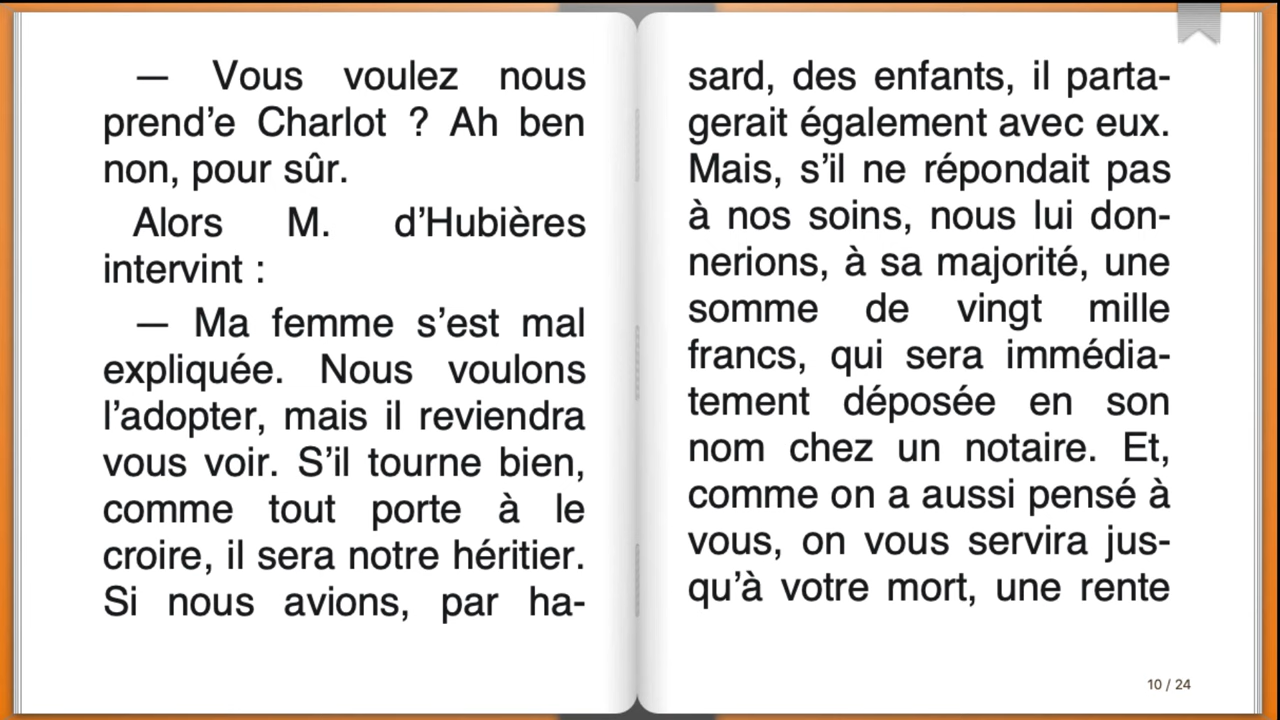 — Vous voulez nous
prend’e Charlot ? Ah ben
non, pour sûr.
Alors M. d’Hubières
intervint :
— Ma femme s’est mal
expliquée. Nous voulons
l’adopter, mais il reviendra
vous voir. S’il tourne bien,
comme tout porte à le
croire, il sera notre héritier.
Si nous avions, par ha-
sard, des enfants, il parta-
gerait également avec eux.
Mais, s’il ne répondait pas
à nos soins, nous lui don-
nerions, à sa majorité, une
somme de vingt mille
francs, qui sera immédia-
tement déposée en son
nom chez un notaire. Et,
comme on a aussi pensé à
vous, on vous servira jus-
qu’à votre mort, une rente
10 / 24